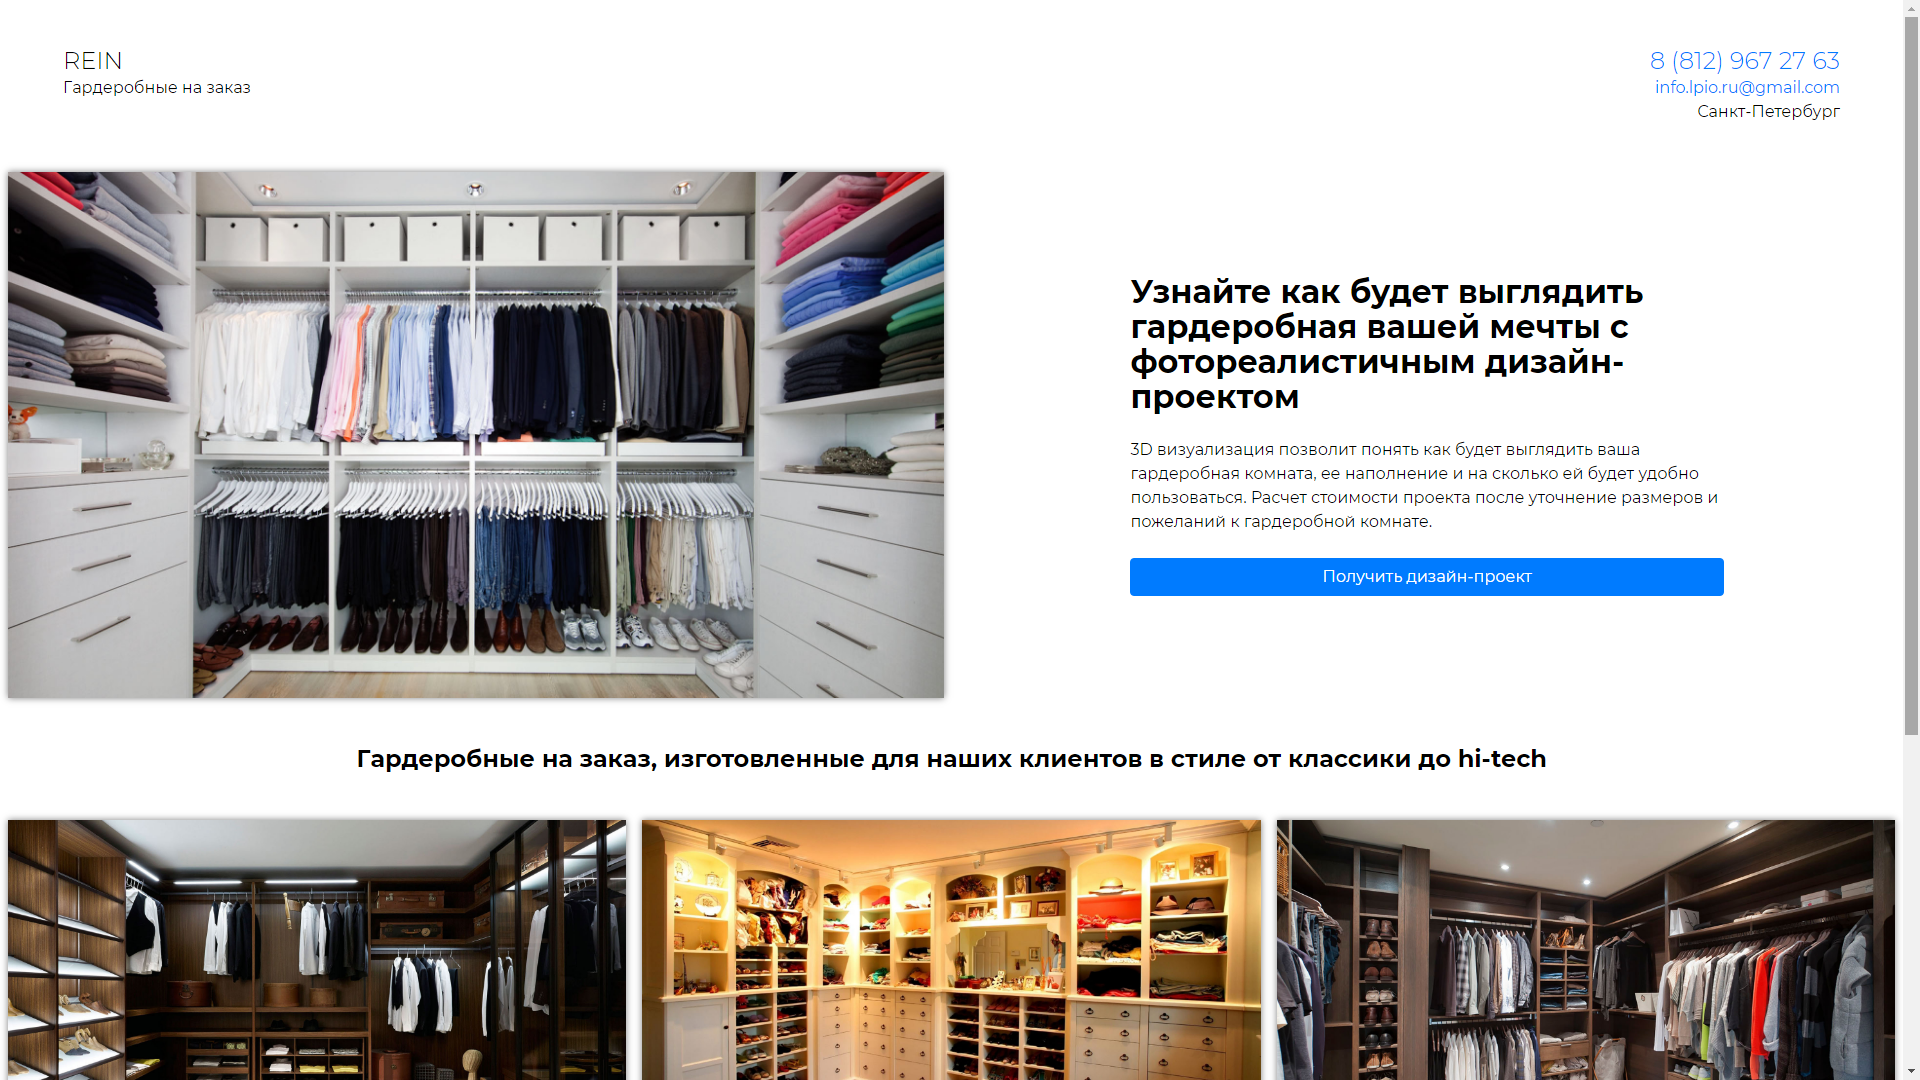 REIN
Гардеробные на заказ
8 (812) 967 27 63
info.lpio.ru@gmail.com
Санкт-Петербург
Узнайте как будет выглядить
гардеробная вашей мечты с
фотореалистичным дизайн-
проектом
3D визуализация позволит понять как будет выглядить ваша
гардеробная комната, ее наполнение и на сколько ей будет удобно
пользоваться. Расчет стоимости проекта после уточнение размеров и
пожеланий к гардеробной комнате.
Получить дизайн-проект
Гардеробные на заказ, изготовленные для наших клиентов в стиле от классики до hi-tech